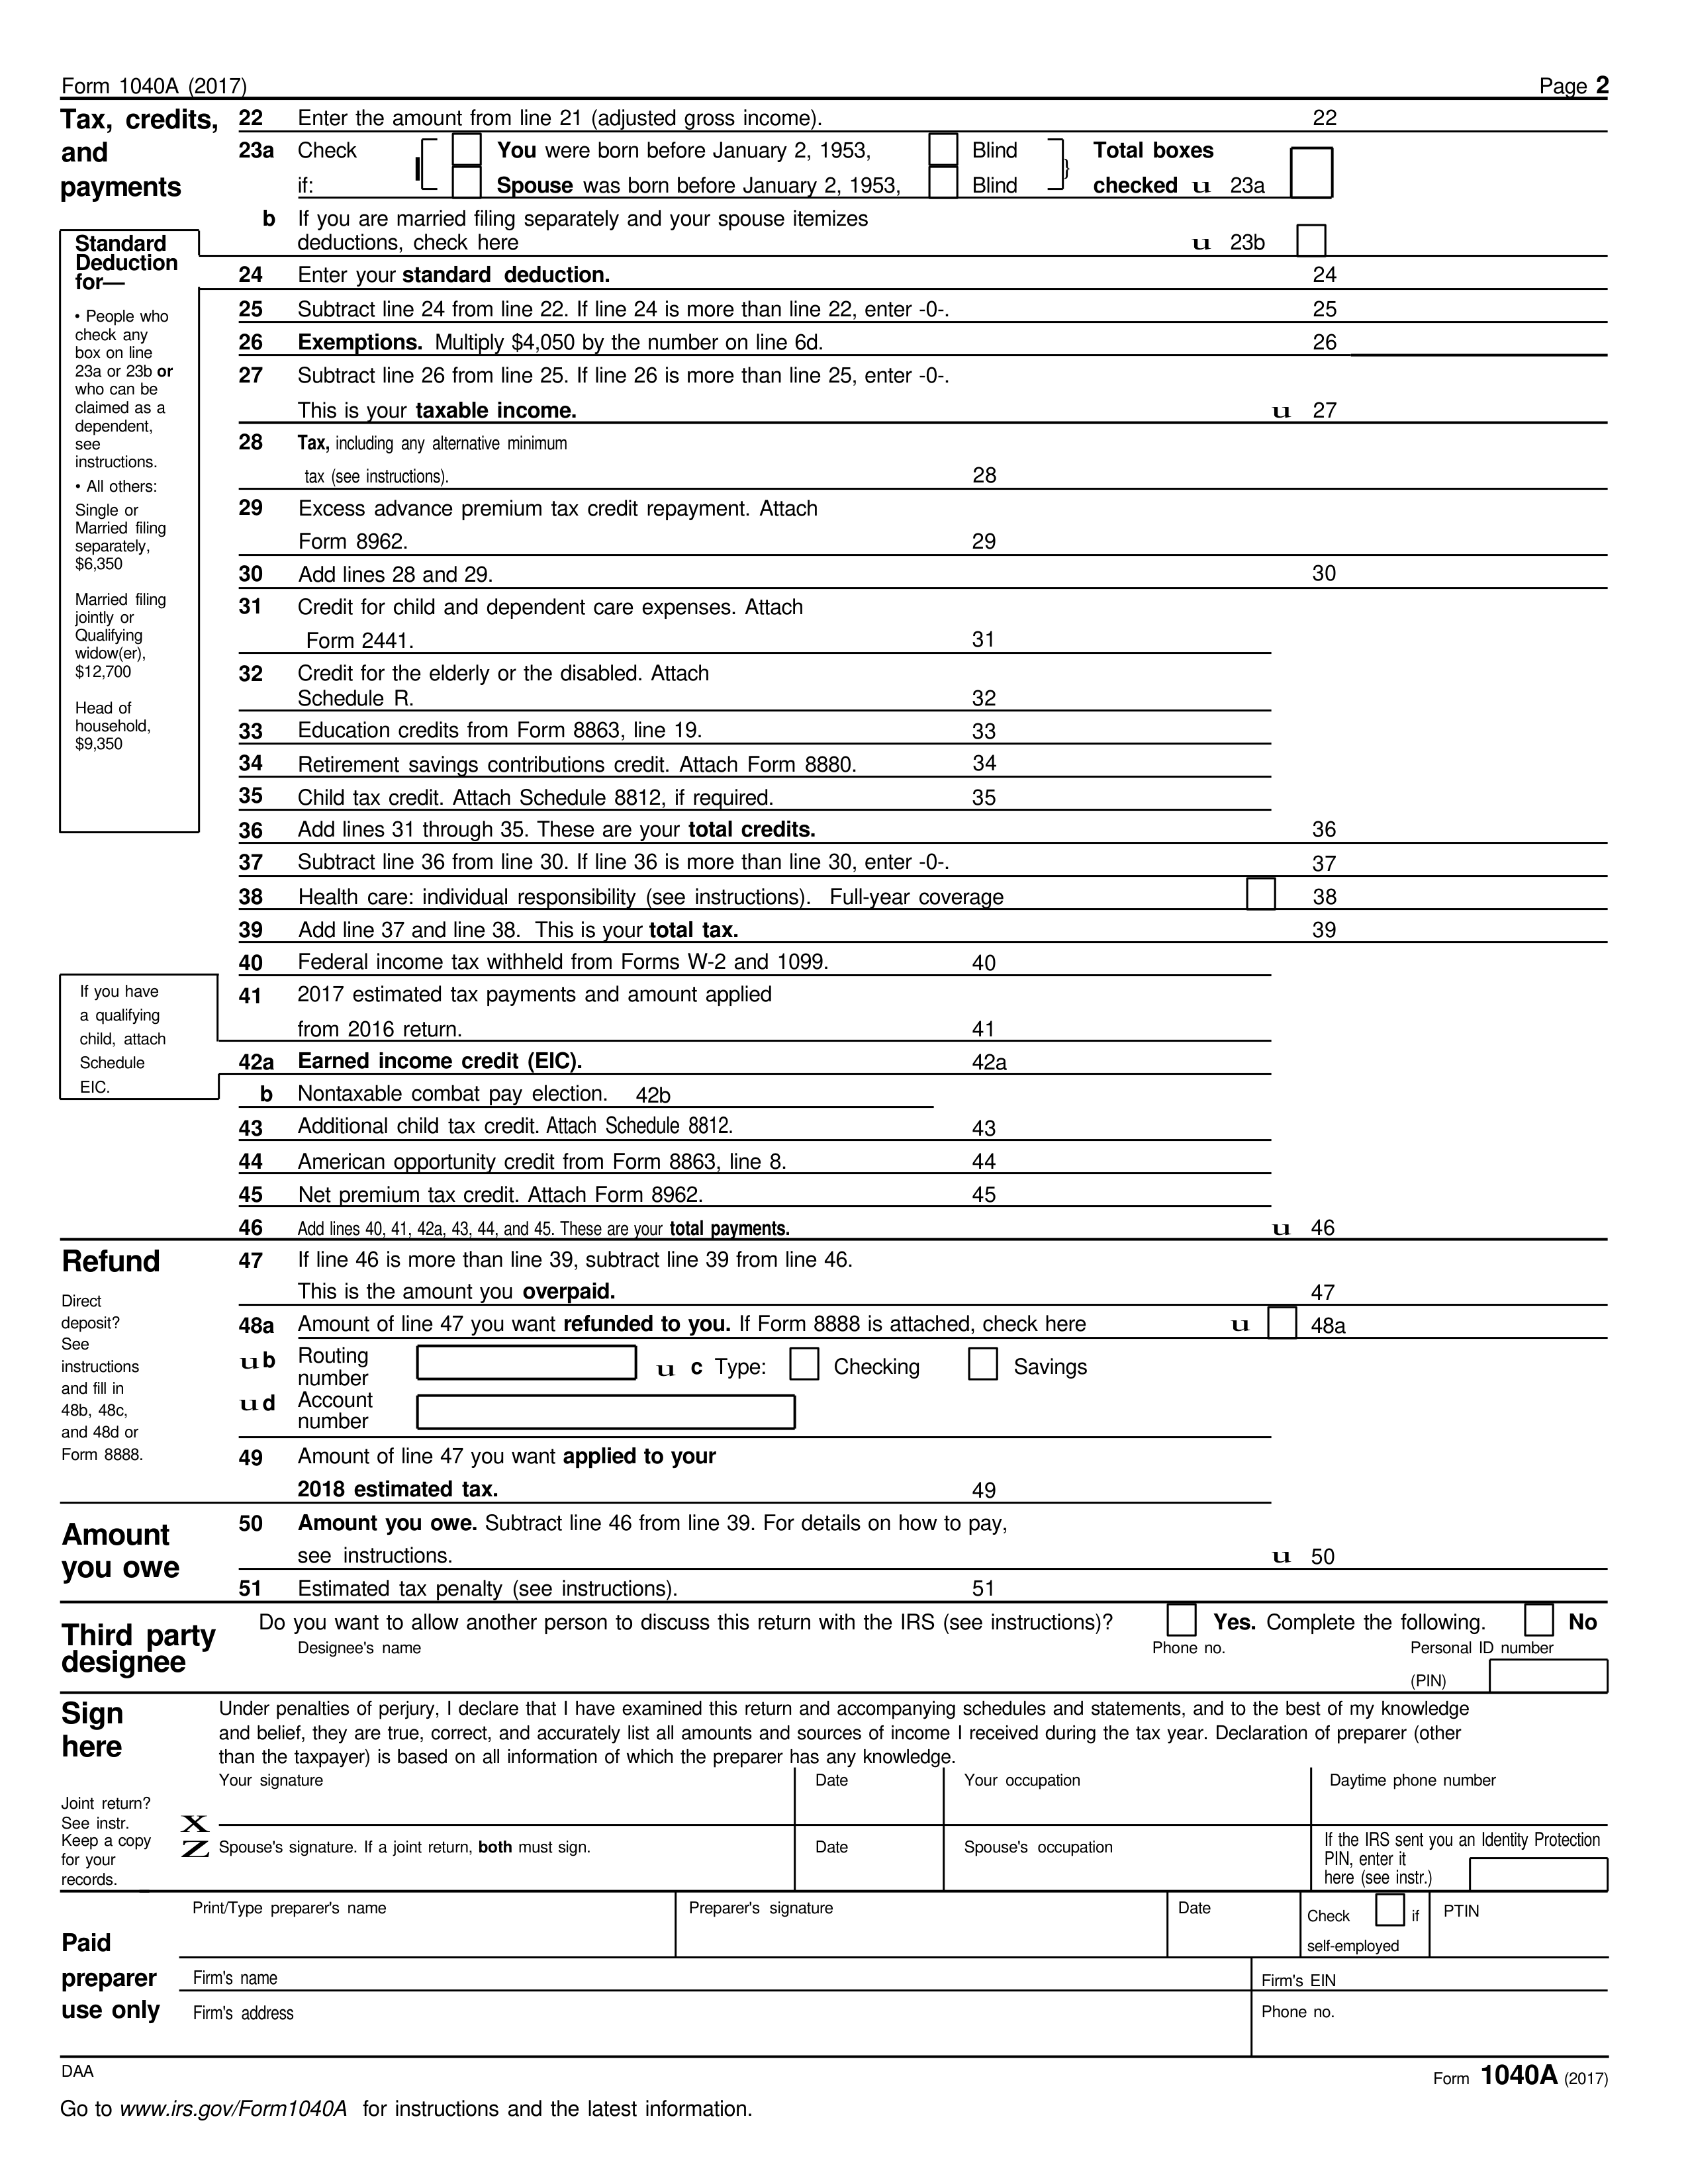 Form 1040A (2017) Page 2
Tax, credits, and payments
22 Enter the amount from line 21 (adjusted gross income). 22
23a Check if: You were born before January 2, 1953, Blind
Spouse was born before January 2, 1953, Blind
Total boxes checked u 23a
b If you are married filing separately and your spouse itemizes
deductions, check here u 23b
Standard
Deduction
for—
• People who
check any
box on line
23a or 23b or
who can be
claimed as a
dependent,
see
instructions.
• All others:
Single or
Married filing
separately,
$6,350
Married filing
jointly or
Qualifying
widow(er),
$12,700
Head of
household,
$9,350
24 Enter your standard deduction. 24
25 Subtract line 24 from line 22. If line 24 is more than line 22, enter -0-. 25
26 Exemptions. Multiply $4,050 by the number on line 6d. 26
27 Subtract line 26 from line 25. If line 26 is more than line 25, enter -0-.
This is your taxable income. u 27
28 Tax, including any alternative minimum
tax (see instructions). 28
29 Excess advance premium tax credit repayment. Attach
Form 8962. 29
30 Add lines 28 and 29. 30
31 Credit for child and dependent care expenses. Attach
Form 2441. 31
32 Credit for the elderly or the disabled. Attach
Schedule R. 32
33 Education credits from Form 8863, line 19. 33
34 Retirement savings contributions credit. Attach Form 8880. 34
35 Child tax credit. Attach Schedule 8812, if required. 35
36 Add lines 31 through 35. These are your total credits. 36
37 Subtract line 36 from line 30. If line 36 is more than line 30, enter -0-. 37
38 Health care: individual responsibility (see instructions). Full-year coverage 38
39 Add line 37 and line 38. This is your total tax. 39
40 Federal income tax withheld from Forms W-2 and 1099. 40
41 2017 estimated tax payments and amount applied
from 2016 return. 41
If you have
a qualifying
child, attach
Schedule
EIC.
42a Earned income credit (EIC). 42a
b Nontaxable combat pay election. 42b
43 Additional child tax credit. Attach Schedule 8812. 43
44 American opportunity credit from Form 8863, line 8. 44
45 Net premium tax credit. Attach Form 8962. 45
46 Add lines 40, 41, 42a, 43, 44, and 45. These are your total payments. u 46
Refund
47 If line 46 is more than line 39, subtract line 39 from line 46.
This is the amount you overpaid. 47
Direct
deposit?
See
instructions
and fill in
48b, 48c,
and 48d or
Form 8888.
48a Amount of line 47 you want refunded to you. If Form 8888 is attached, check here u 48a
u b Routing number u c Type: Checking Savings
u d Account number
49 Amount of line 47 you want applied to your
2018 estimated tax. 49
Amount
you owe
50 Amount you owe. Subtract line 46 from line 39. For details on how to pay,
see instructions. u 50
51 Estimated tax penalty (see instructions). 51
Third party
designee
Do you want to allow another person to discuss this return with the IRS (see instructions)? Yes. Complete the following. No
Designee's name Phone no. Personal ID number
(PIN)
Sign
here
Under penalties of perjury, I declare that I have examined this return and accompanying schedules and statements, and to the best of my knowledge
and belief, they are true, correct, and accurately list all amounts and sources of income I received during the tax year. Declaration of preparer (other
than the taxpayer) is based on all information of which the preparer has any knowledge.
Joint return?
See instr.
Keep a copy
for your
records.
Your signature Date Your occupation Daytime phone number
X
Z Spouse's signature. If a joint return, both must sign. Date Spouse's occupation
If the IRS sent you an Identity Protection
PIN, enter it
here (see instr.)
Paid
preparer
use only
Print/Type preparer's name Preparer's signature Date Check if
self-employed
PTIN
Firm's name Firm's EIN
Firm's address Phone no.
DAA Form 1040A (2017)
Go to www.irs.gov/Form1040A for instructions and the latest information.